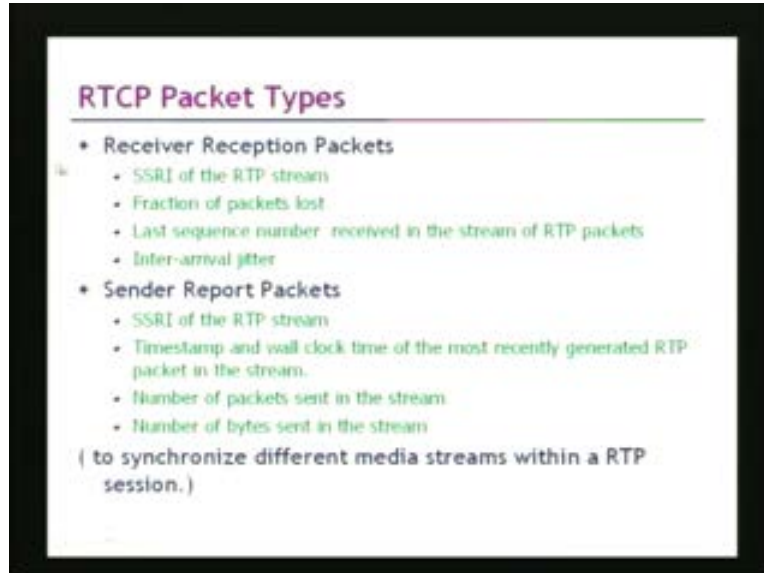 RTCP Packet Types
• Receiver Reception Packets
• SSRI of the RTP stream
• Fraction of packets lost
• Last sequence number received in the stream of RTP packets
• Inter-arrival jitter
• Sender Report Packets
• SSRI of the RTP stream
• Timestamp and wall clock time of the most recently generated RTP
packet in the stream.
• Number of packets sent in the stream
• Number of bytes sent in the stream
( to synchronize different media streams within a RTP
session.)